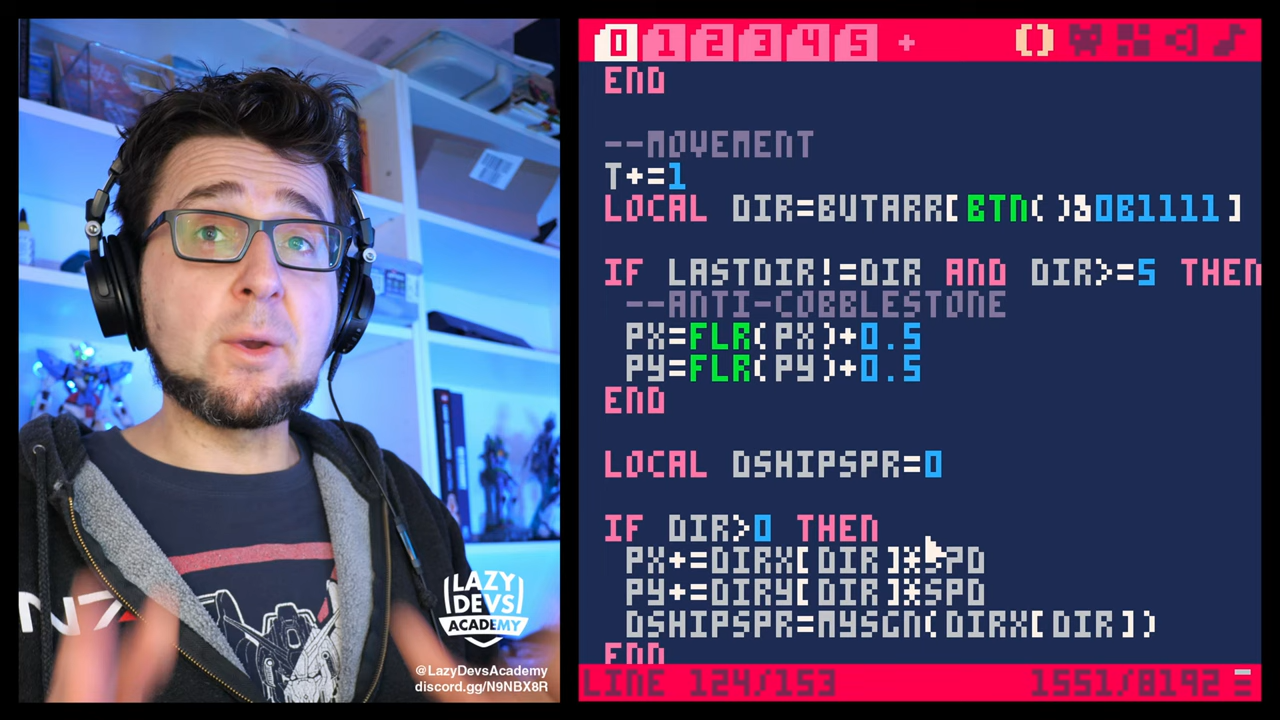 N7
LAZY
DEVS
ACADEMY
@LazyDevsAcademy
discord.gg/N9NBX8R
0 1 2 3 4 5 +
END
--MOVEMENT
T+=1
LOCAL DIR=BUTARR[BTN()&0B1111]
IF LASTDIR!=DIR AND DIR>=5 THEN
--ANTI-COBBLESTONE
PX=FLR(PX)+0.5
PY=FLR(PY)+0.5
END
LOCAL DSHIPSPR=0
IF DIR>0 THEN
PX+=DIRX[DIR]*SPD
PY+=DIRY[DIR]*SPD
DSHIPSPR=MYSGN(DIRX[DIR])
END
LINE 124/153
1551/8192